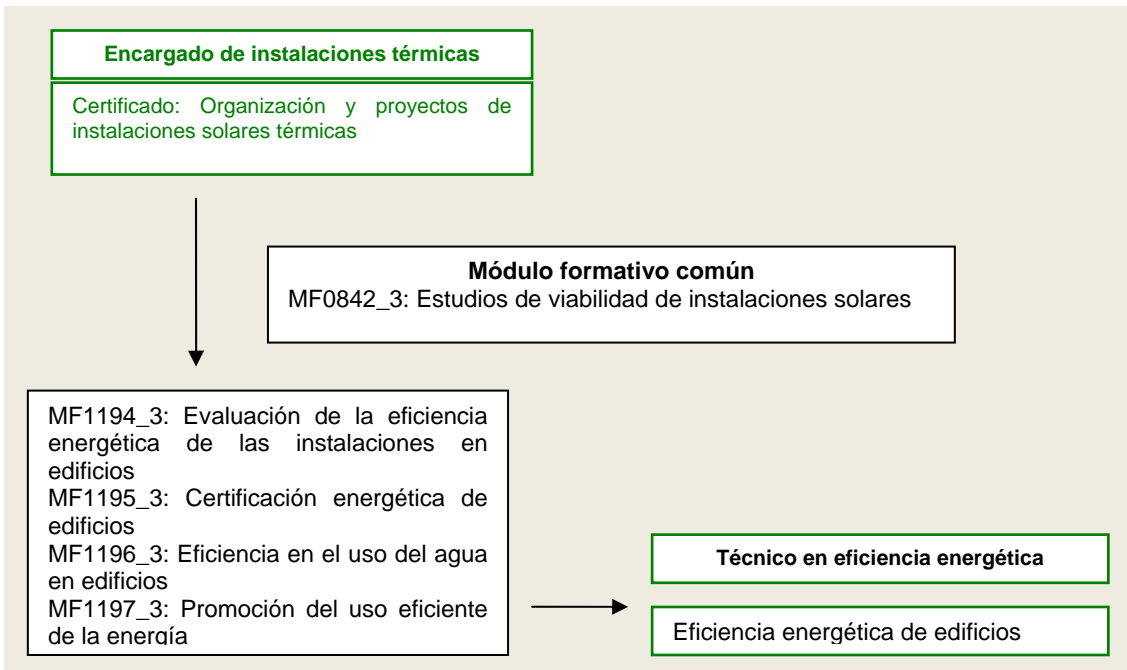 Encargado de instalaciones térmicas
Certificado: Organización y proyectos de
instalaciones solares térmicas
Módulo formativo común
MF0842_3: Estudios de viabilidad de instalaciones solares
MF1194_3: Evaluación de la eficiencia
energética de las instalaciones en
edificios
MF1195_3: Certificación energética de
edificios
MF1196_3: Eficiencia en el uso del agua
en edificios
MF1197_3: Promoción del uso eficiente
de la energía
Técnico en eficiencia energética
Eficiencia energética de edificios